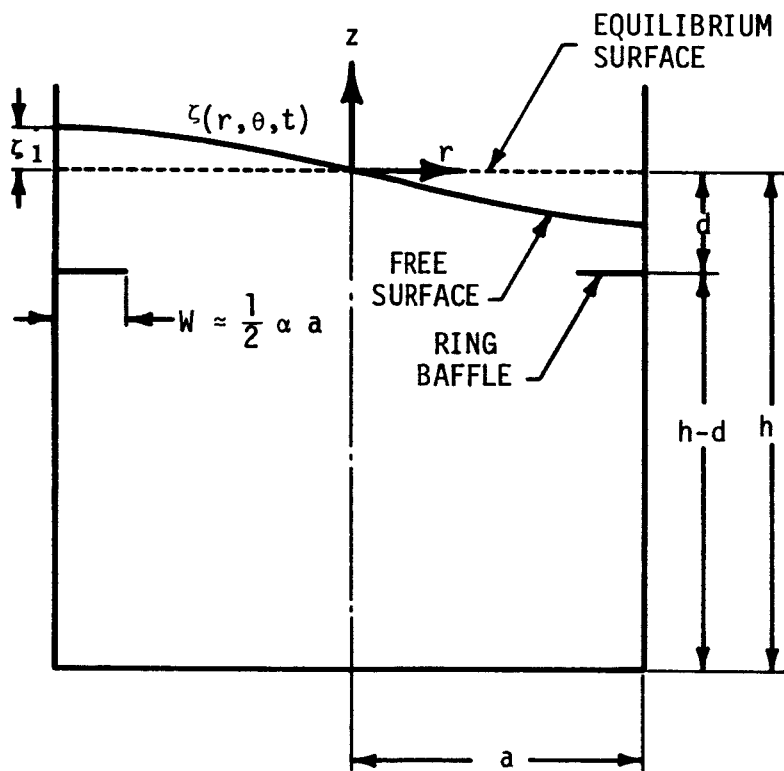 EQUILIBRIUM
SURFACE
z
ζ(r,θ,t)
r
ζ1
d
FREE
SURFACE
W ≈ 1/2 α a
RING
BAFFLE
h-d
h
a